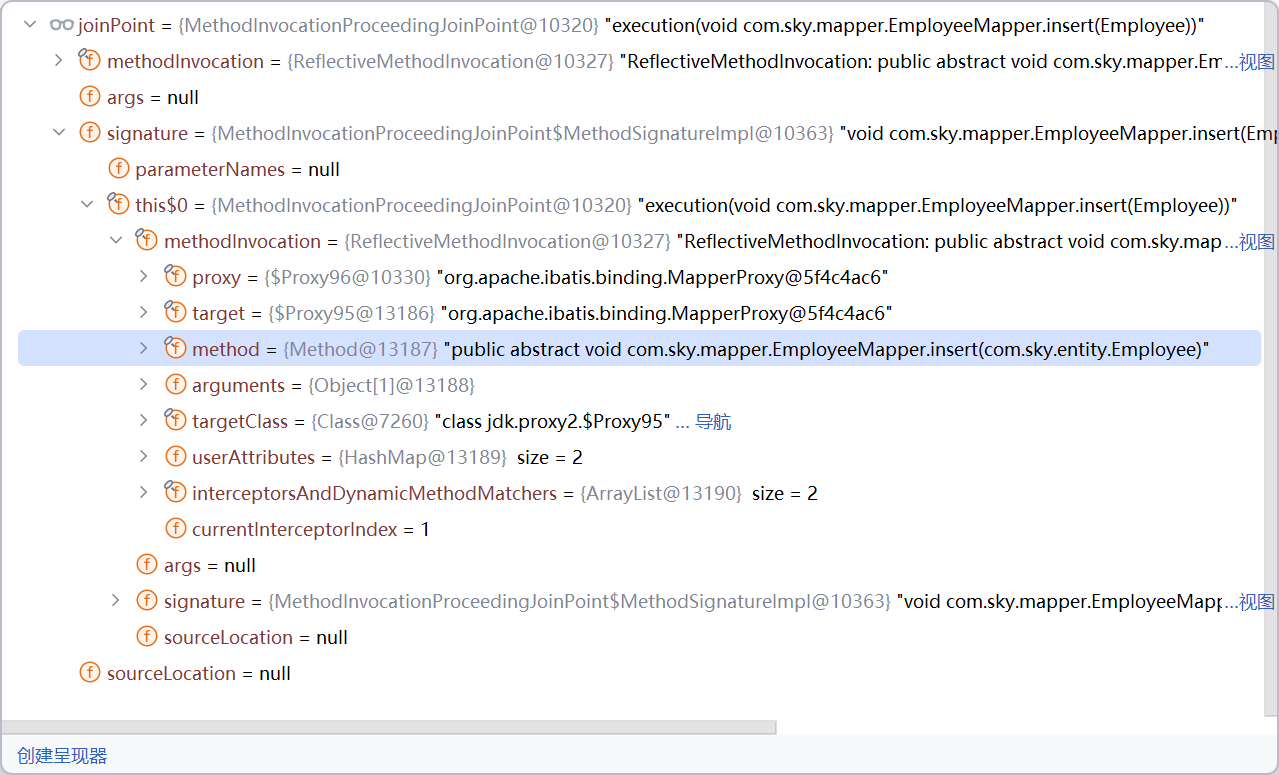 joinPoint = {MethodInvocationProceedingJoinPoint@10320} "execution(void com.sky.mapper.EmployeeMapper.insert(Employee))"
f methodInvocation = {ReflectiveMethodInvocation@10327} "ReflectiveMethodInvocation: public abstract void com.sky.mapper.Em...视图
f args = null
f signature = {MethodInvocationProceedingJoinPoint$MethodSignatureImpl@10363} "void com.sky.mapper.EmployeeMapper.insert(Emp
f parameterNames = null
f this$0 = {MethodInvocationProceedingJoinPoint@10320} "execution(void com.sky.mapper.EmployeeMapper.insert(Employee))"
f methodInvocation = {ReflectiveMethodInvocation@10327} "ReflectiveMethodInvocation: public abstract void com.sky.map...视图
f proxy = {$Proxy96@10330} "org.apache.ibatis.binding.MapperProxy@5f4c4ac6"
f target = {$Proxy95@13186} "org.apache.ibatis.binding.MapperProxy@5f4c4ac6"
f method = {Method@13187} "public abstract void com.sky.mapper.EmployeeMapper.insert(com.sky.entity.Employee)"
f arguments = {Object[1]@13188}
f targetClass = {Class@7260} "class jdk.proxy2.$Proxy95" ... 导航
f userAttributes = {HashMap@13189} size = 2
f interceptorsAndDynamicMethodMatchers = {ArrayList@13190} size = 2
f currentInterceptorIndex = 1
f args = null
f signature = {MethodInvocationProceedingJoinPoint$MethodSignatureImpl@10363} "void com.sky.mapper.EmployeeMapp...视图
f sourceLocation = null
f sourceLocation = null
创建呈现器